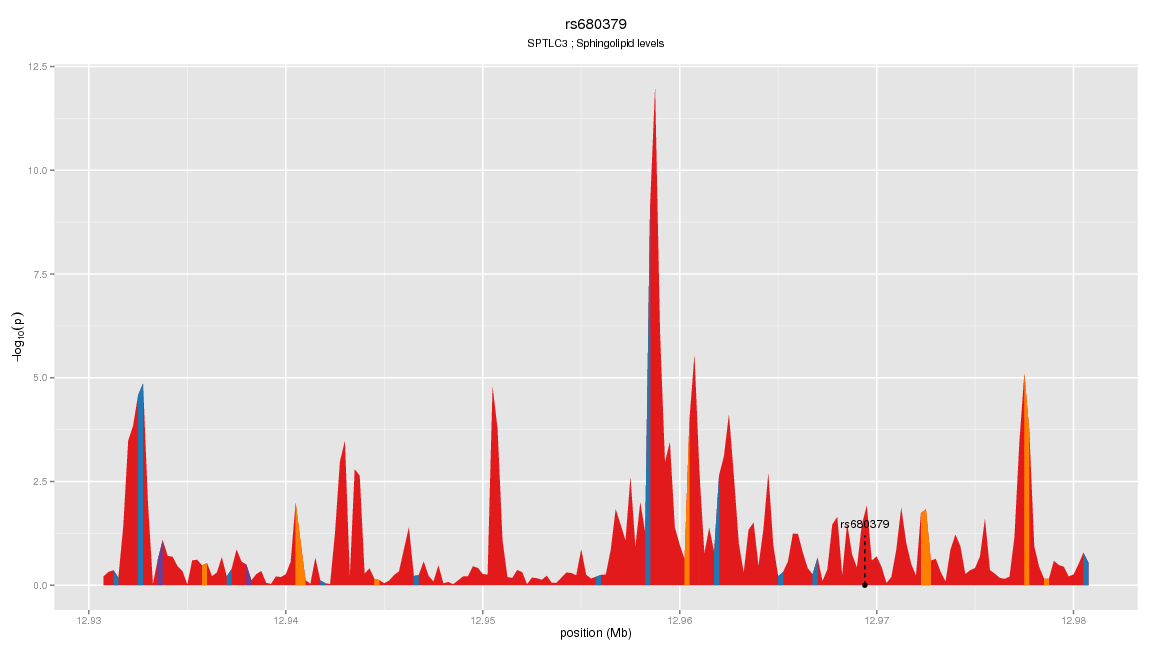 rs680379
SPTLC3 ; Sphingolipid levels
12.5
10.0
7.5
5.0
2.5
0.0
−log10(p)
rs680379
12.93
12.94
12.95
12.96
12.97
12.98
position (Mb)